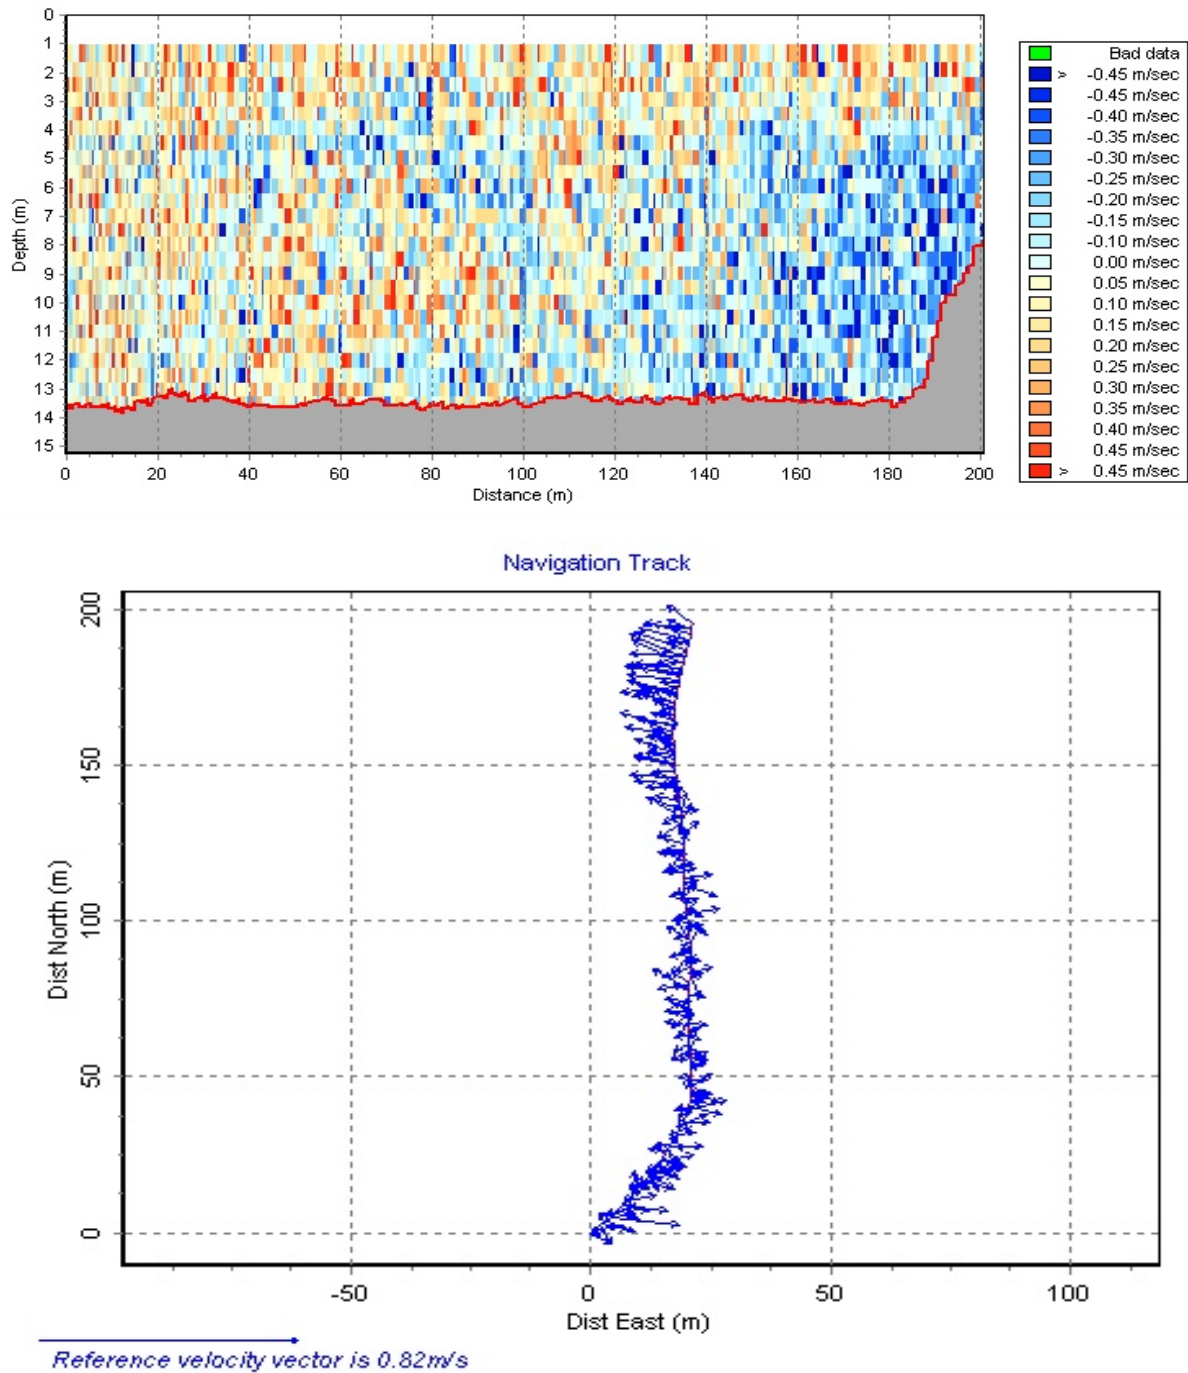 0
1
2
3
4
5
6
7
8
9
10
11
12
13
14
15
Depth (m)
0 20 40 60 80 100 120 140 160 180 200
Distance (m)
Bad data
> -0.45 m/sec
-0.45 m/sec
-0.40 m/sec
-0.35 m/sec
-0.30 m/sec
-0.25 m/sec
-0.20 m/sec
-0.15 m/sec
-0.10 m/sec
0.00 m/sec
0.05 m/sec
0.10 m/sec
0.15 m/sec
0.20 m/sec
0.25 m/sec
0.30 m/sec
0.35 m/sec
0.40 m/sec
0.45 m/sec
> 0.45 m/sec
Navigation Track
200
150
100
50
0
Dist North (m)
-50 0 50 100
Dist East (m)
Reference velocity vector is 0.82m/s